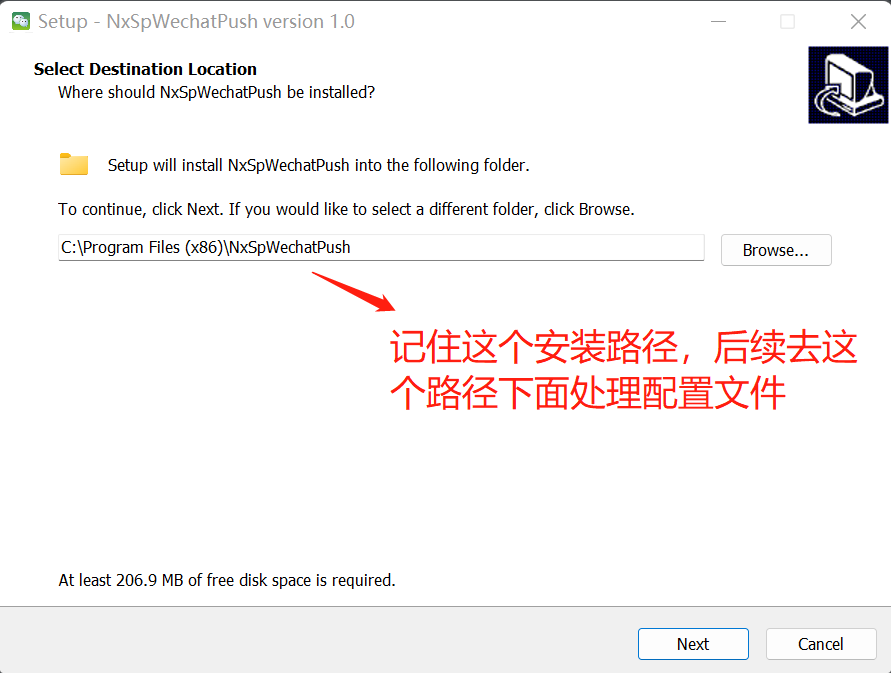 Setup - NxSpWechatPush version 1.0
Select Destination Location
Where should NxSpWechatPush be installed?
Setup will install NxSpWechatPush into the following folder.
To continue, click Next. If you would like to select a different folder, click Browse.
C:\Program Files (x86)\NxSpWechatPush
Browse...
记住这个安装路径，后续去这
个路径下面处理配置文件
At least 206.9 MB of free disk space is required.
Next
Cancel